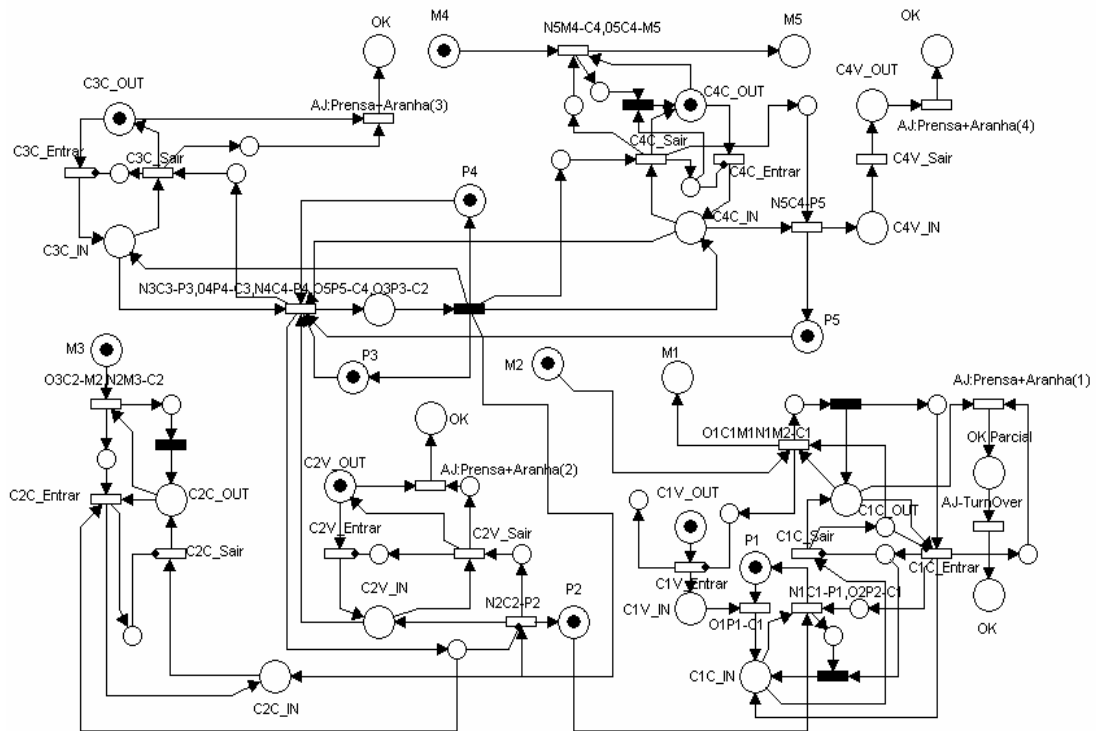 OK
M4
N5M4-C4,05C4-M5
M5
OK
C3C_OUT
C4V_OUT
C4C_OUT
AJ:Prensa+Aranha(3)
AJ:Prensa+Aranha(4)
C3C_Entrar
C3C_Sair
C4C_Sair
C4V_Sair
C4C_Entrar
P4
N5C4-P5
C4C_IN
C4V_IN
C3C_IN
N3C3-P3,04P4-C3,N4C4-P4,O5P5-C4,O3P3-C2
P5
M3
P3
M2
M1
O3C2-M2,N2M3-C2
AJ:Prensa+Aranha(1)
OK
O1C1M1N1M2-C1
OK Parcial
C2V_OUT
AJ:Prensa+Aranha(2)
C2C_Entrar
C2C_OUT
C1V_OUT
C1C_OUT
AJ-TurnOver
C2V_Entrar
C2V_Sair
C1C_Sair
P1
C2C_Sair
C1V_Entrar
C1C_Entrar
C2V_IN
N2C2-P2
P2
N1C1-P1,O2P2-C1
C1V_IN
O1P1-C1
OK
C1C_IN
C2C_IN